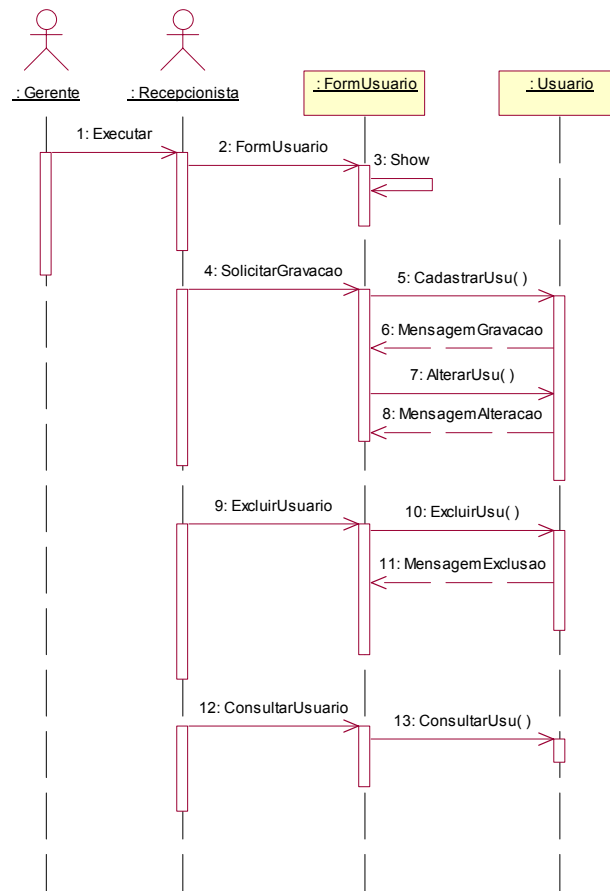 : Gerente
: Recepcionista
: FormUsuario
: Usuario
1: Executar
2: FormUsuario
3: Show
4: SolicitarGravacao
5: CadastrarUsu( )
6: MensagemGravacao
7: AlterarUsu( )
8: MensagemAlteracao
9: ExcluirUsuario
10: ExcluirUsu( )
11: MensagemExclusao
12: ConsultarUsuario
13: ConsultarUsu( )